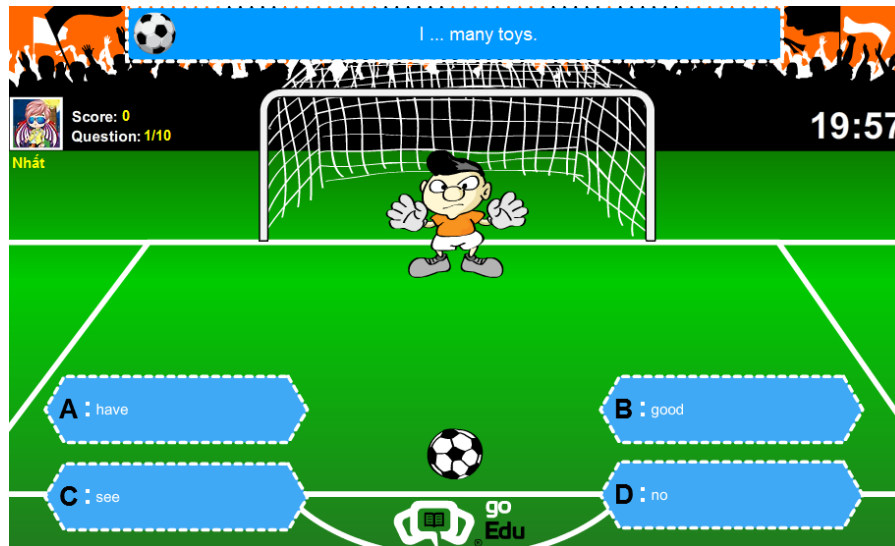 I ... many toys.
Score: 0
Question: 1/10
19:57
Nhất
A : have
B : good
C : see
D : no
go
Edu
®